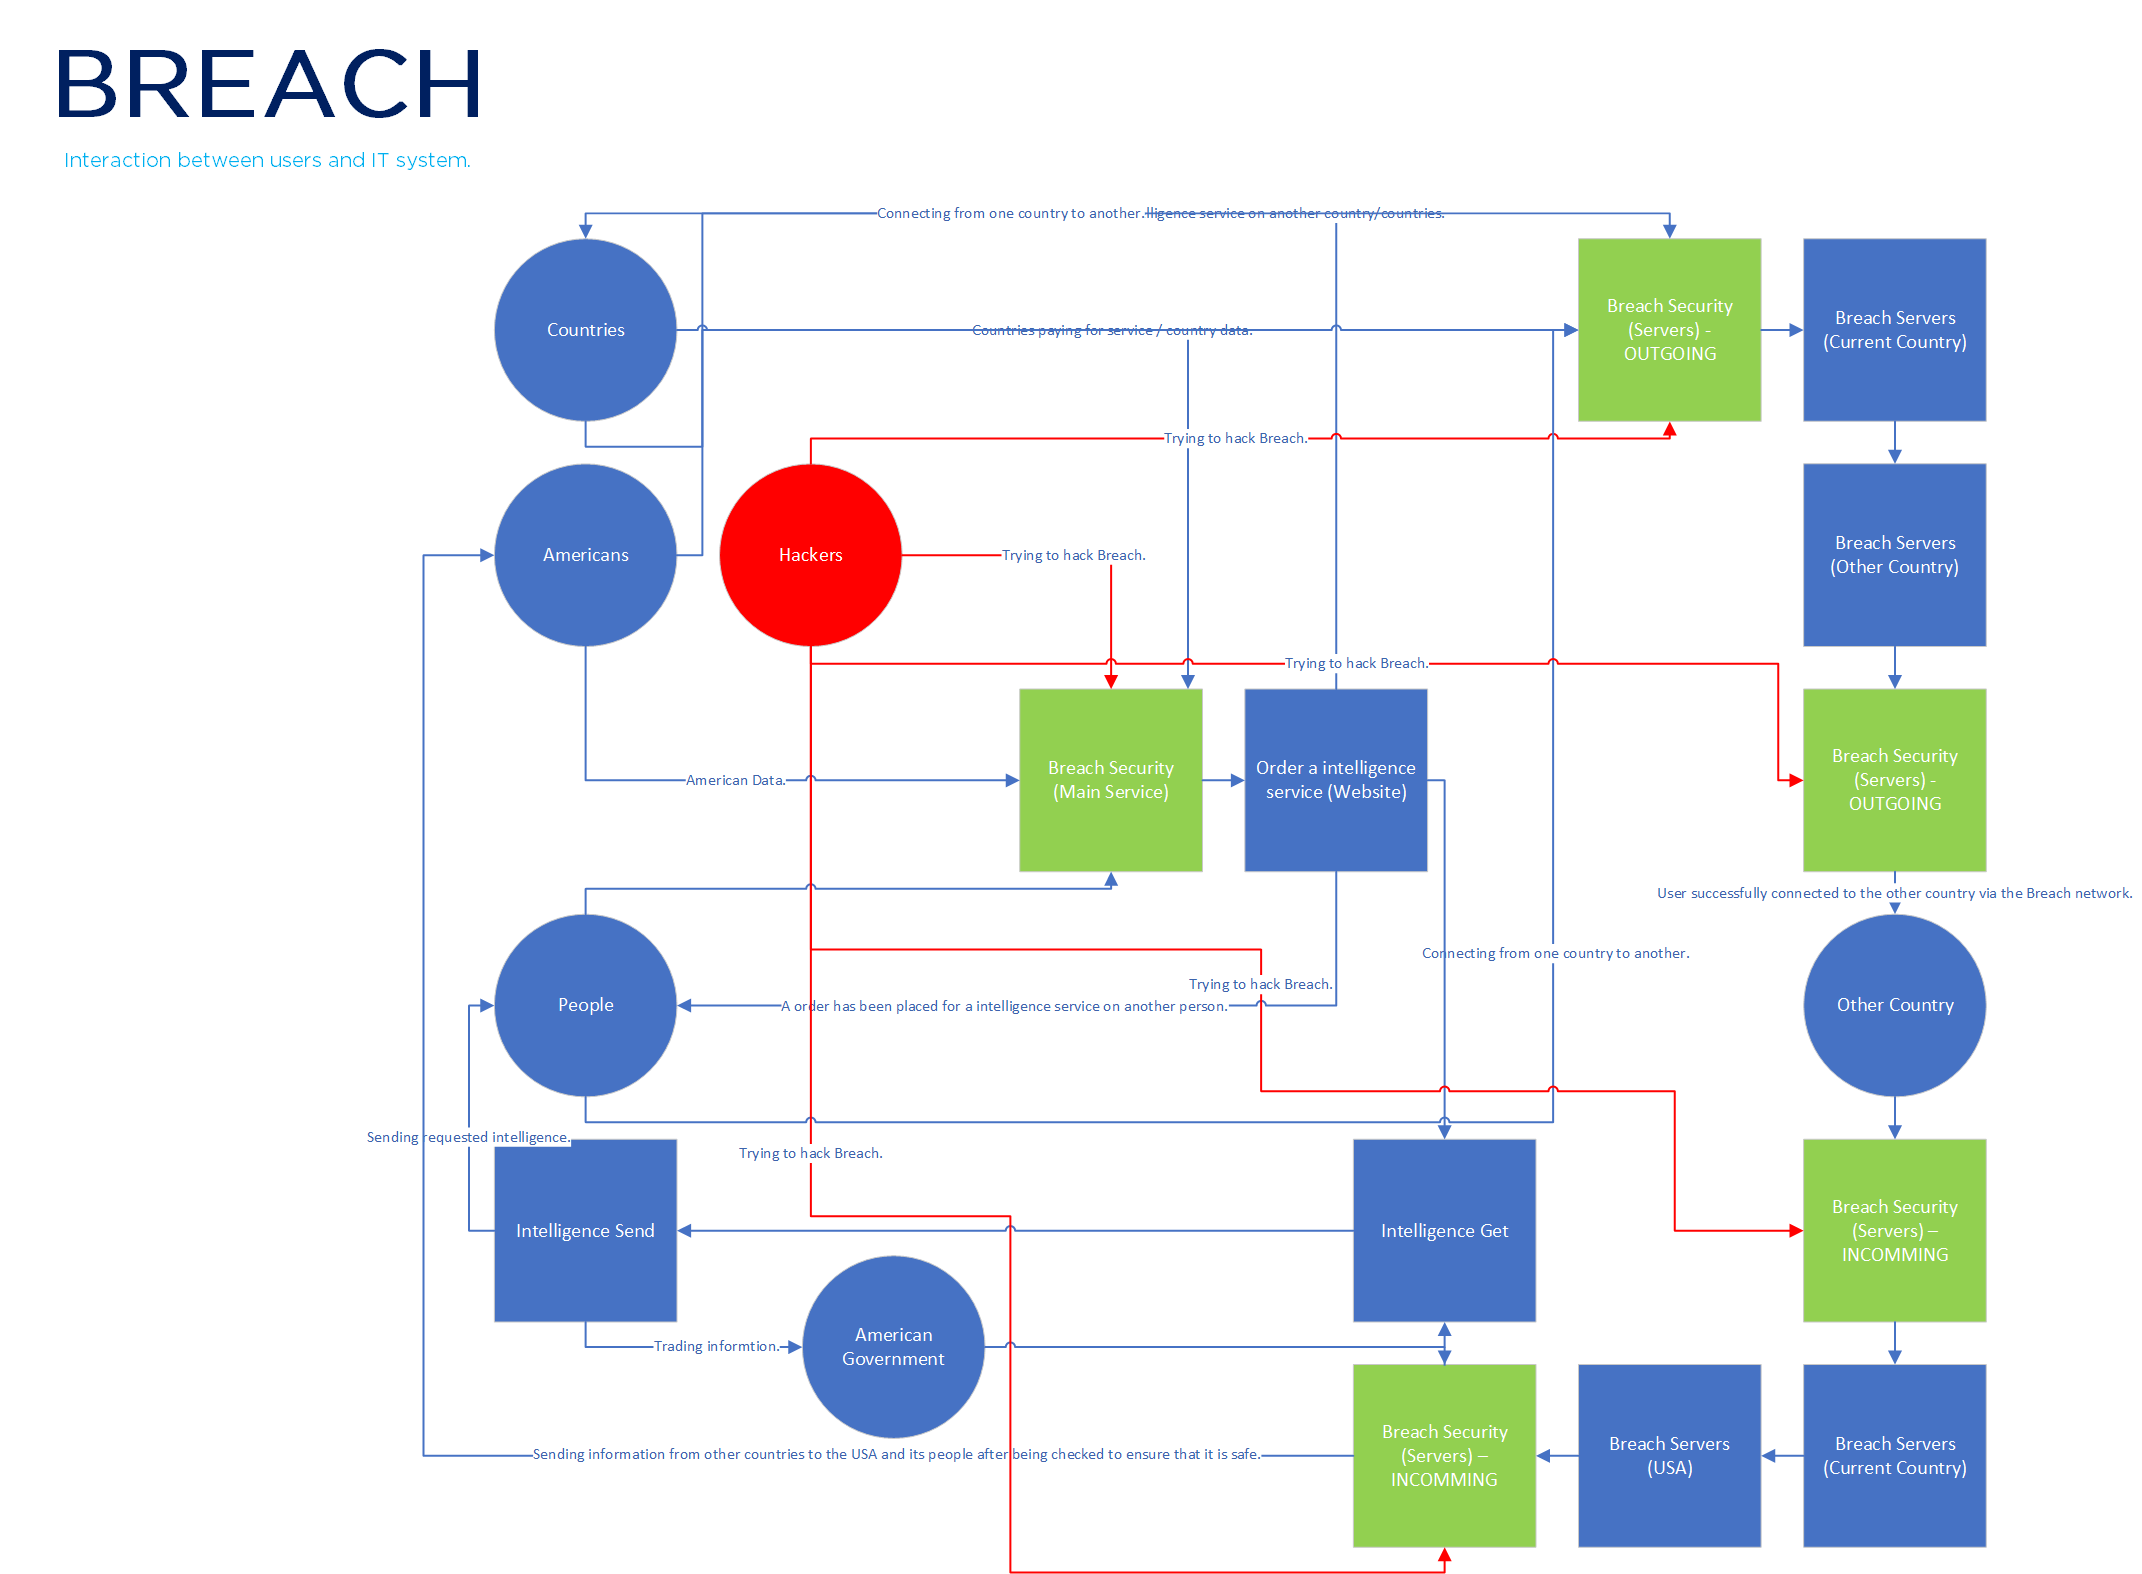 BREACH
Interaction between users and IT system.
Connecting from one country to another.lligence service on another country/countries.
Countries
Countries paying for service / country data.
Breach Security
(Servers) -
OUTGOING
Breach Servers
(Current Country)
Trying to hack Breach.
Americans
Hackers
Trying to hack Breach.
Breach Servers
(Other Country)
Trying to hack Breach.
American Data.
Breach Security
(Main Service)
Order a intelligence
service (Website)
Breach Security
(Servers) -
OUTGOING
User successfully connected to the other country via the Breach network.
Connecting from one country to another.
Trying to hack Breach.
People
A order has been placed for a intelligence service on another person.
Other Country
Sending requested intelligence.
Trying to hack Breach.
Intelligence Send
Intelligence Get
Breach Security
(Servers) –
INCOMMING
Trading informtion.
American
Government
Sending information from other countries to the USA and its people after being checked to ensure that it is safe.
Breach Security
(Servers) –
INCOMMING
Breach Servers
(USA)
Breach Servers
(Current Country)